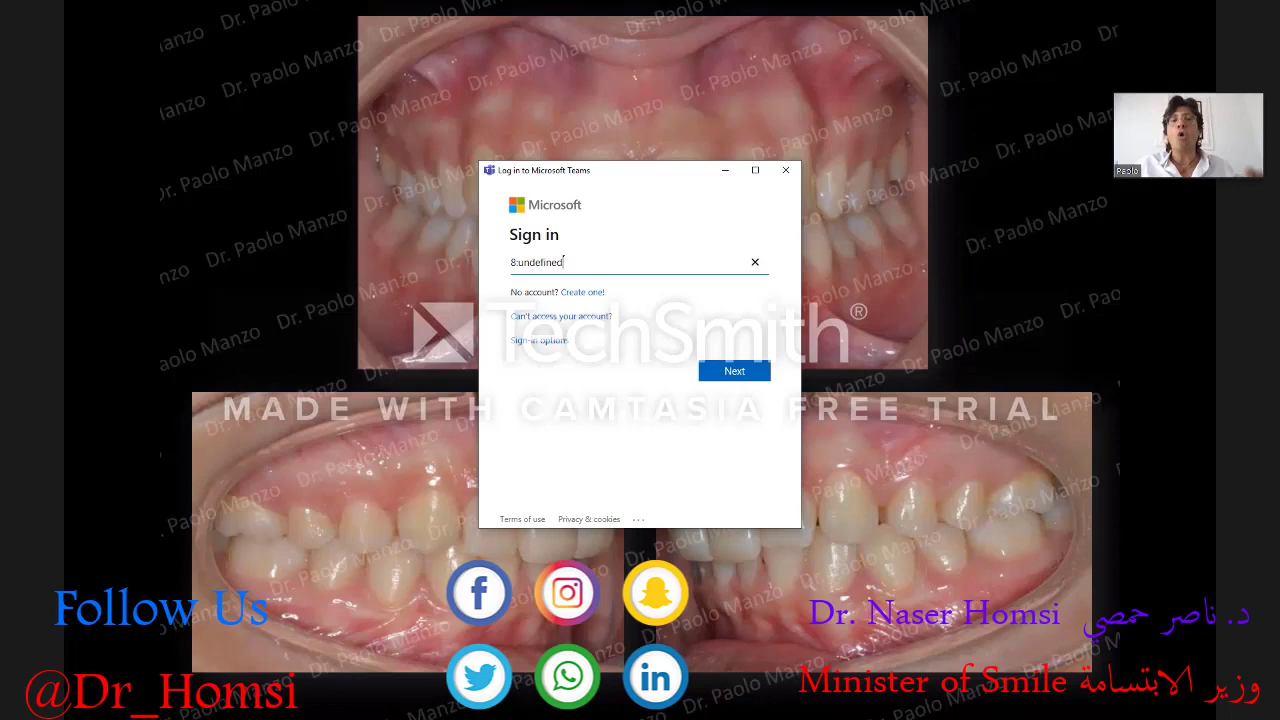 Dr. Paolo Manzo
Log in to Microsoft Teams
Microsoft
Sign in
8:undefined
No account? Create one!
Can't access your account?
Sign-in options
Next
Terms of use Privacy & cookies ...
Paolo
TechSmith®
MADE WITH CAMTASIA FREE TRIAL
Follow Us
@Dr_Homsi
Dr. Naser Homsi د. ناصر حمصي
Minister of Smile وزير الابتسامة